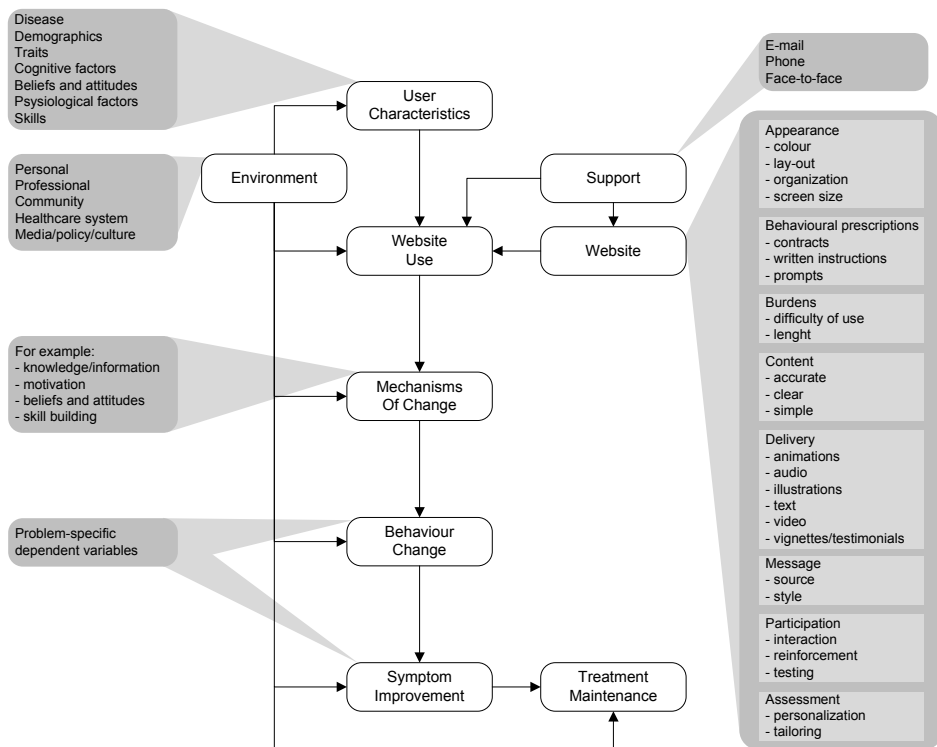 Disease
Demographics
Traits
Cognitive factors
Beliefs and attitudes
Psysiological factors
Skills
E-mail
Phone
Face-to-face
User
Characteristics
Personal
Professional
Community
Healthcare system
Media/policy/culture
Environment
Support
Website
Use
Website
Appearance
- colour
- lay-out
- organization
- screen size
Behavioural prescriptions
- contracts
- written instructions
- prompts
Burdens
- difficulty of use
- lenght
Content
- accurate
- clear
- simple
Delivery
- animations
- audio
- illustrations
- text
- video
- vignettes/testimonials
Message
- source
- style
Participation
- interaction
- reinforcement
- testing
Assessment
- personalization
- tailoring
For example:
- knowledge/information
- motivation
- beliefs and attitudes
- skill building
Mechanisms
Of Change
Problem-specific
dependent variables
Behaviour
Change
Symptom
Improvement
Treatment
Maintenance